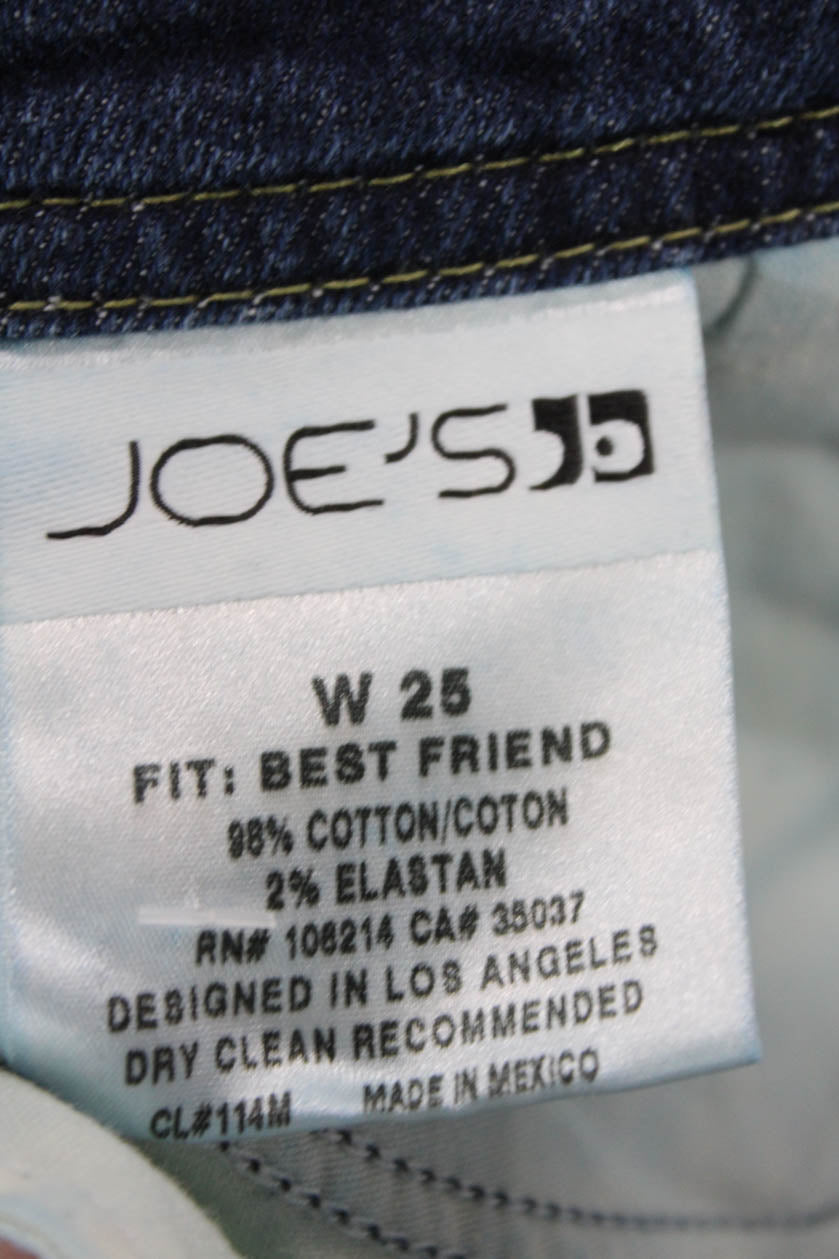 JOE'S
W 25
FIT: BEST FRIEND
98% COTTON/COTON
2% ELASTAN
RN# 106214 CA# 35037
DESIGNED IN LOS ANGELES
DRY CLEAN RECOMMENDED
CL#114M MADE IN MEXICO